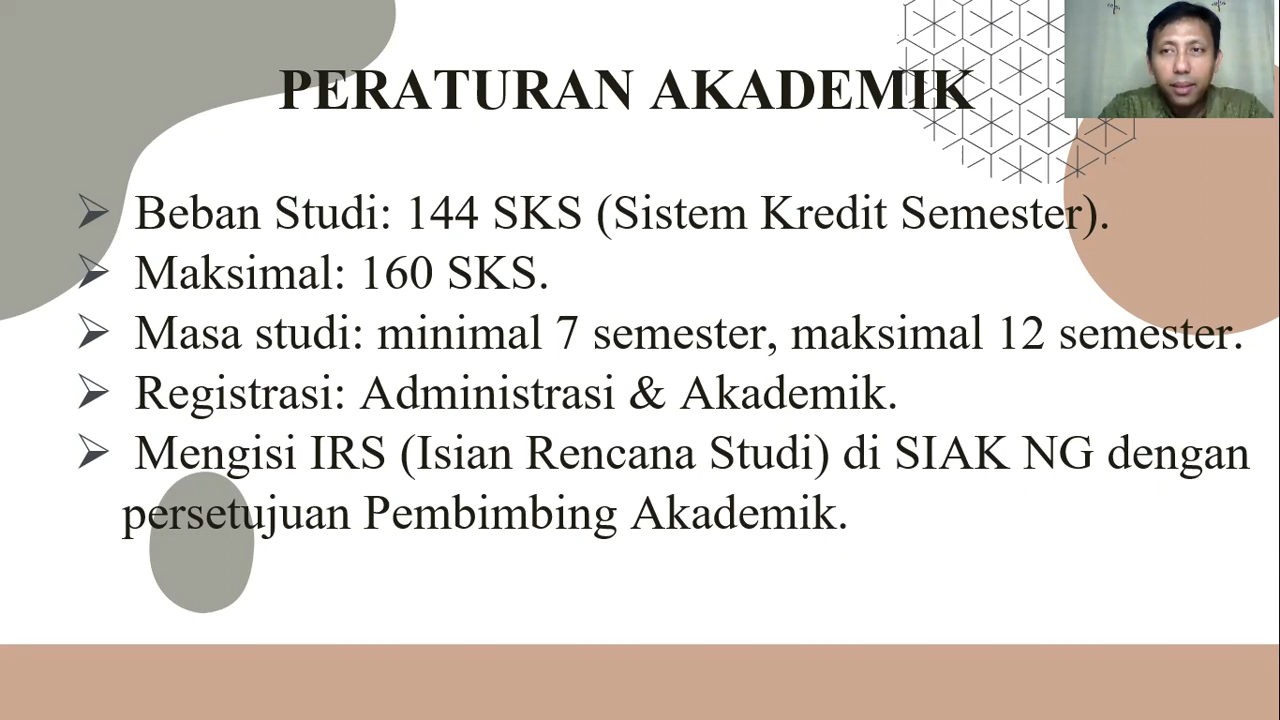 PERATURAN AKADEMIK
➢ Beban Studi: 144 SKS (Sistem Kredit Semester).
➢ Maksimal: 160 SKS.
➢ Masa studi: minimal 7 semester, maksimal 12 semester.
➢ Registrasi: Administrasi & Akademik.
➢ Mengisi IRS (Isian Rencana Studi) di SIAK NG dengan
persetujuan Pembimbing Akademik.